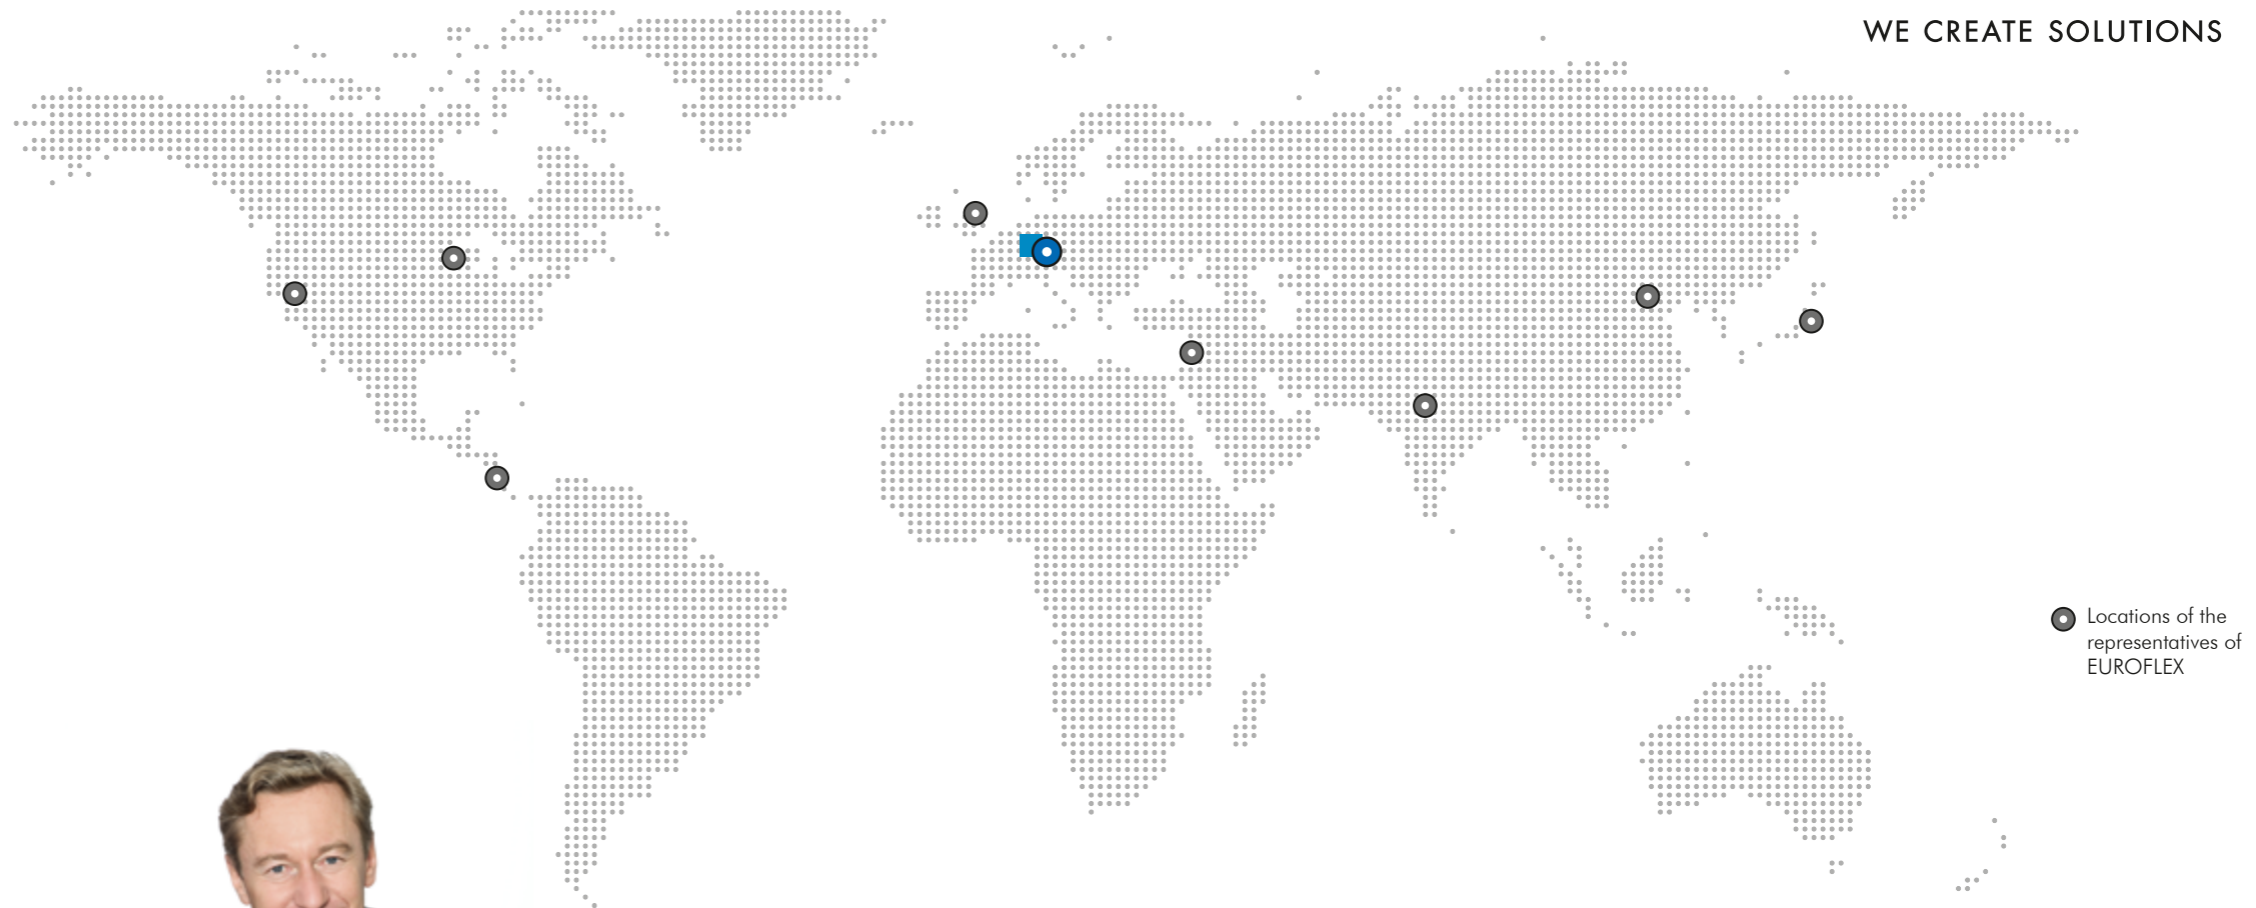 WE CREATE SOLUTIONS
Locations of the
representatives of
EUROFLEX